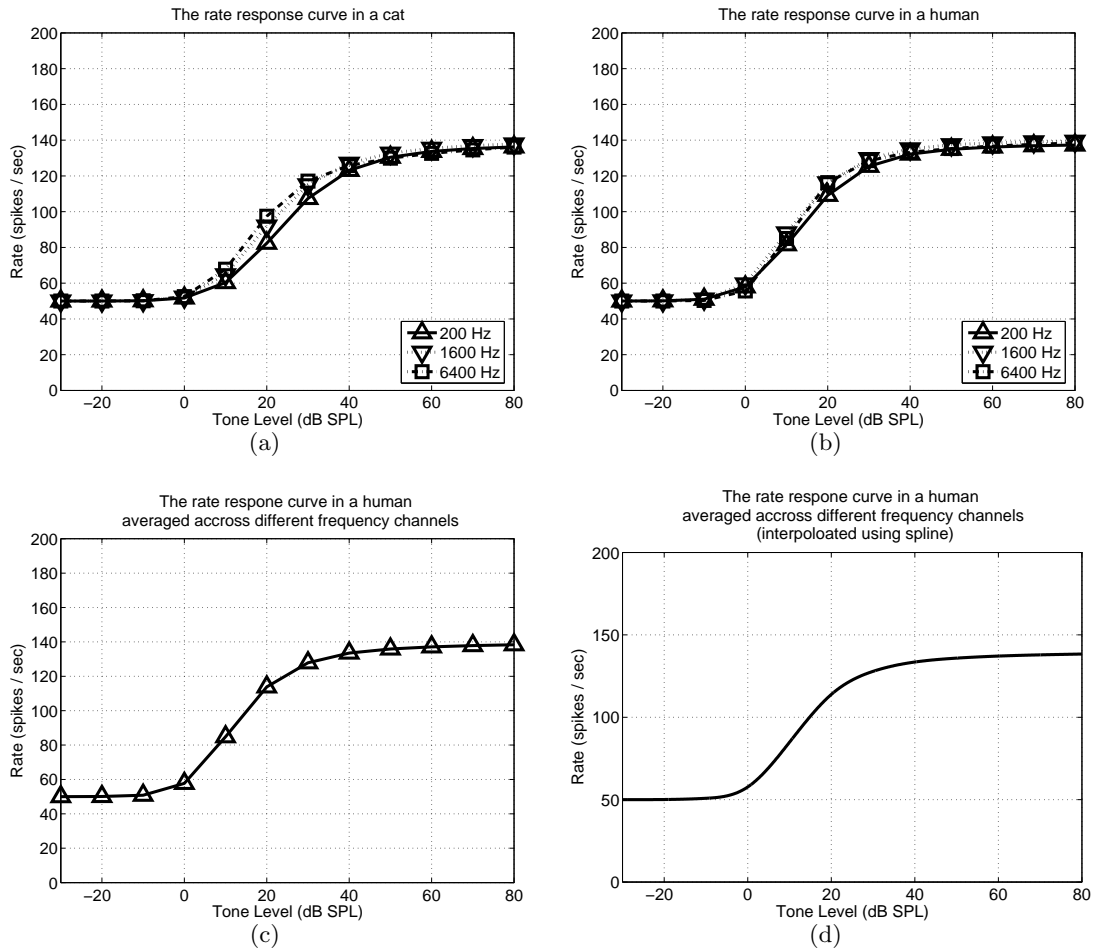 The rate response curve in a cat
200
180
160
140
120
100
80
60
40
20
0
Rate (spikes / sec)
200 Hz
1600 Hz
6400 Hz
−20
0
20
40
60
80
Tone Level (dB SPL)
(a)
The rate response curve in a human
200
180
160
140
120
100
80
60
40
20
0
Rate (spikes / sec)
200 Hz
1600 Hz
6400 Hz
−20
0
20
40
60
80
Tone Level (dB SPL)
(b)
The rate respone curve in a human
averaged accross different frequency channels
200
180
160
140
120
100
80
60
40
20
0
Rate (spikes / sec)
−20
0
20
40
60
80
Tone Level (dB SPL)
(c)
The rate respone curve in a human
averaged accross different frequency channels
(interpoloated using spline)
200
150
100
50
0
Rate (spikes / sec)
−20
0
20
40
60
80
Tone Level (dB SPL)
(d)